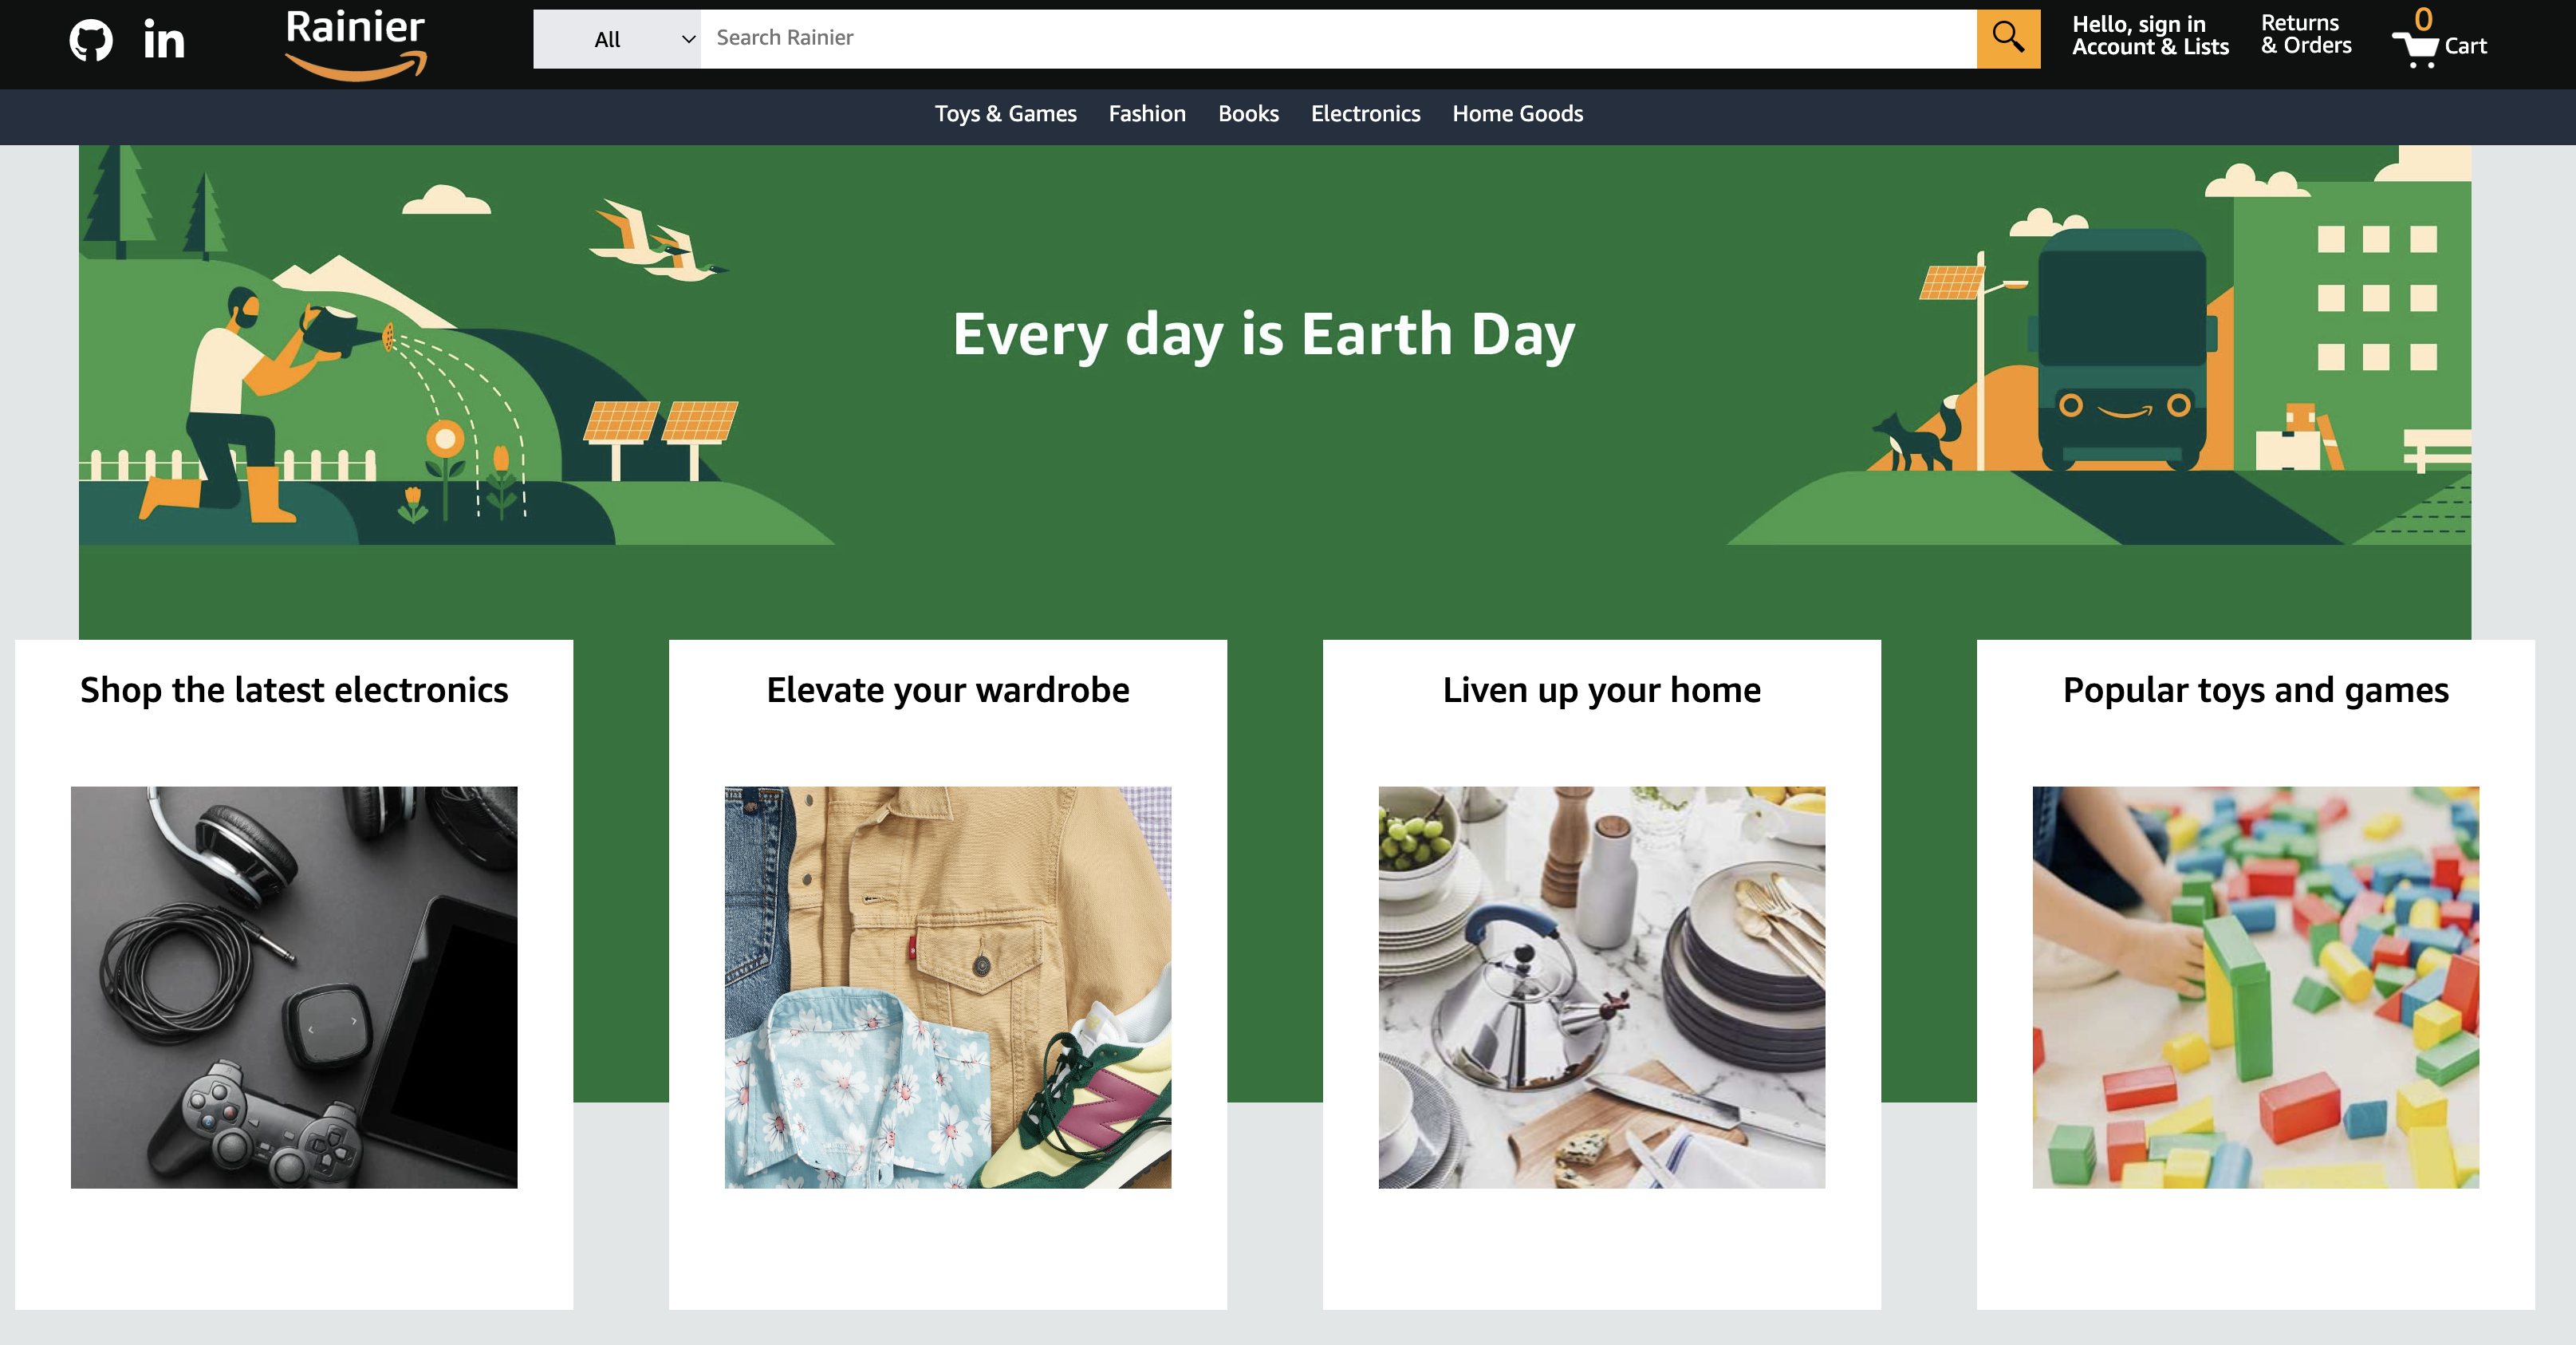 in
Rainier
All
Search Rainier
Hello, sign in
Account & Lists
Returns
& Orders
0
Cart
Toys & Games
Fashion
Books
Electronics
Home Goods
Every day is Earth Day
Shop the latest electronics
Elevate your wardrobe
Liven up your home
Popular toys and games